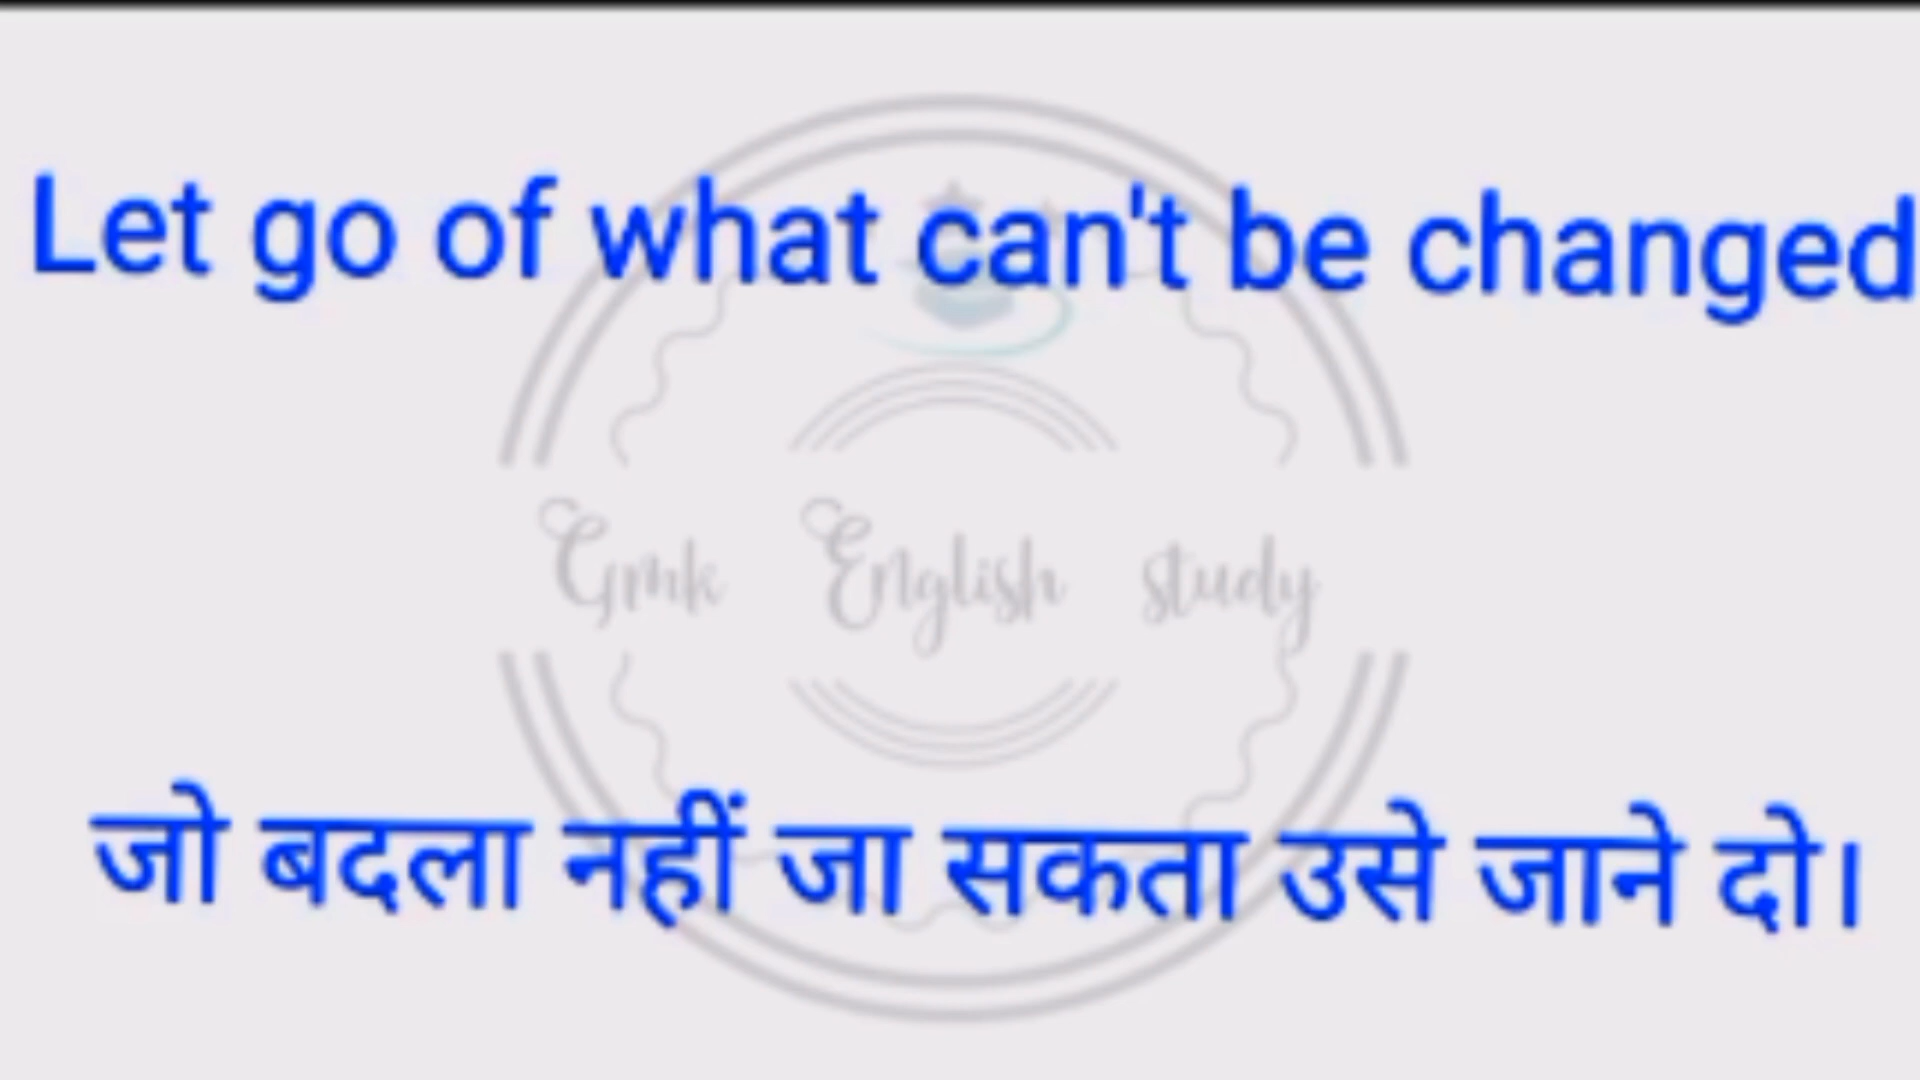 Let go of what can't be changed
Gmk English study
जो बदला नहीं जा सकता उसे जाने दो।